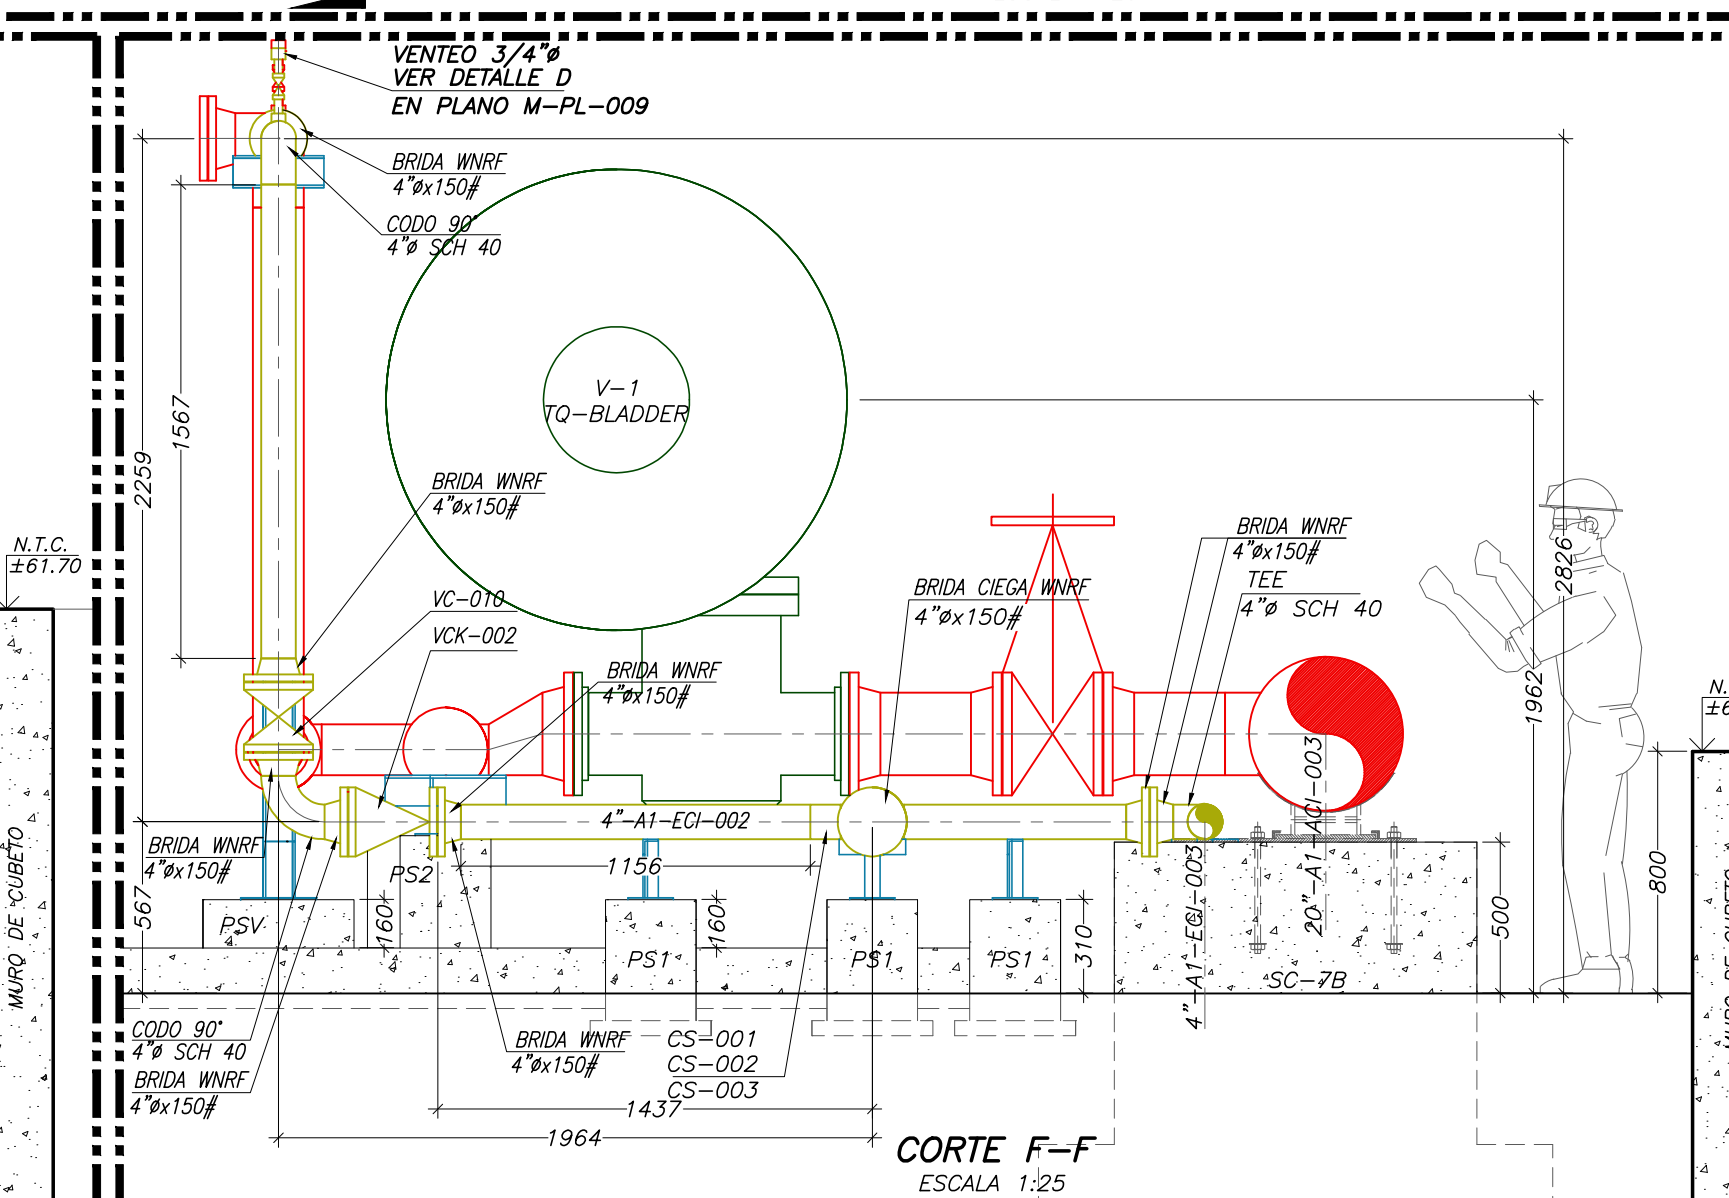 VENTEO 3/4"ø
VER DETALLE D
EN PLANO M-PL-009
BRIDA WNRF
4"øx150#
CODO 90°
4"ø SCH 40
V-1
TQ-BLADDER
2259
1567
BRIDA WNRF
4"øx150#
VC-010
VCK-002
BRIDA WNRF
4"øx150#
BRIDA CIEGA WNRF
4"øx150#
BRIDA WNRF
4"øx150#
TEE
4"ø SCH 40
2826
1962
N.T.C.
±61.70
N.
±6
MURO DE CUBETO
MURO DE CUBETO
800
500
310
20"-A1-ACI-003
4"-A1-ECI-003
4"-A1-ECI-002
1156
BRIDA WNRF
4"øx150#
567
PSV
PS2
160
160
PS1
PS1
PS1
SC-7B
CODO 90°
4"ø SCH 40
BRIDA WNRF
4"øx150#
BRIDA WNRF
4"øx150#
CS-001
CS-002
CS-003
1437
1964
CORTE F-F
ESCALA 1:25